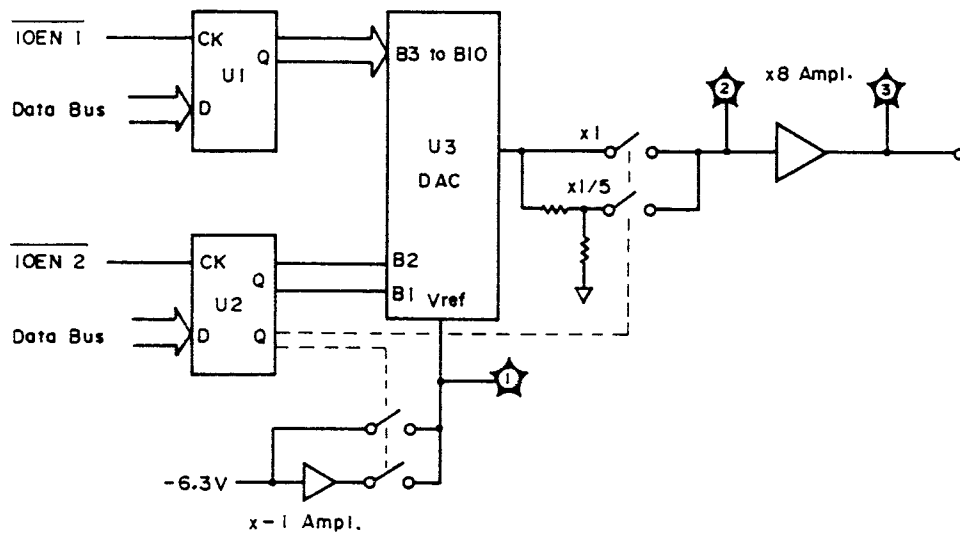 IOEN 1
CK
Q
U1
Data Bus
D
B3 to B10
U3
DAC
x1
x1/5
2
x8 Ampl.
3
IOEN 2
CK
Q
U2
B2
B1
Vref
Data Bus
D
Q
1
-6.3V
x-1 Ampl.